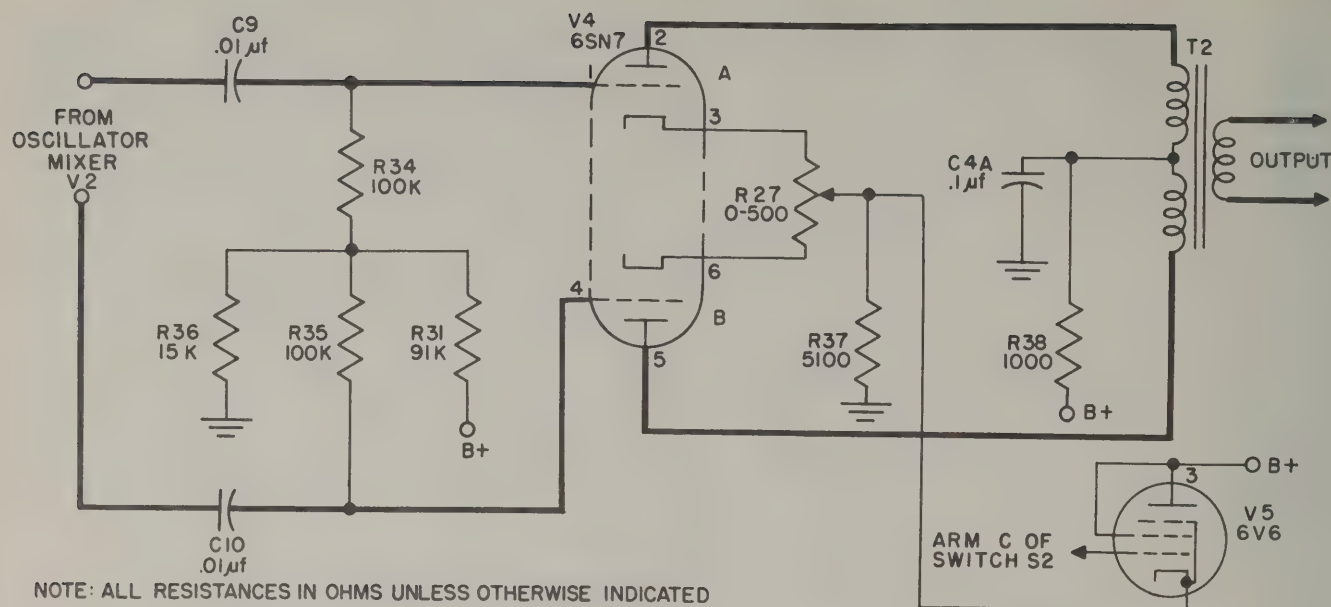 C9
.01 µf
V4
6SN7
2
T2
A
FROM
OSCILLATOR
MIXER
V2
3
R34
100K
C4A
.1µf
OUTPUT
R27
0-500
6
4
B
R36
15 K
R35
100K
R31
91K
5
R37
5100
R38
1000
B+
B+
B+
3
V5
6V6
ARM C OF
SWITCH S2
C10
.01µf
NOTE: ALL RESISTANCES IN OHMS UNLESS OTHERWISE INDICATED